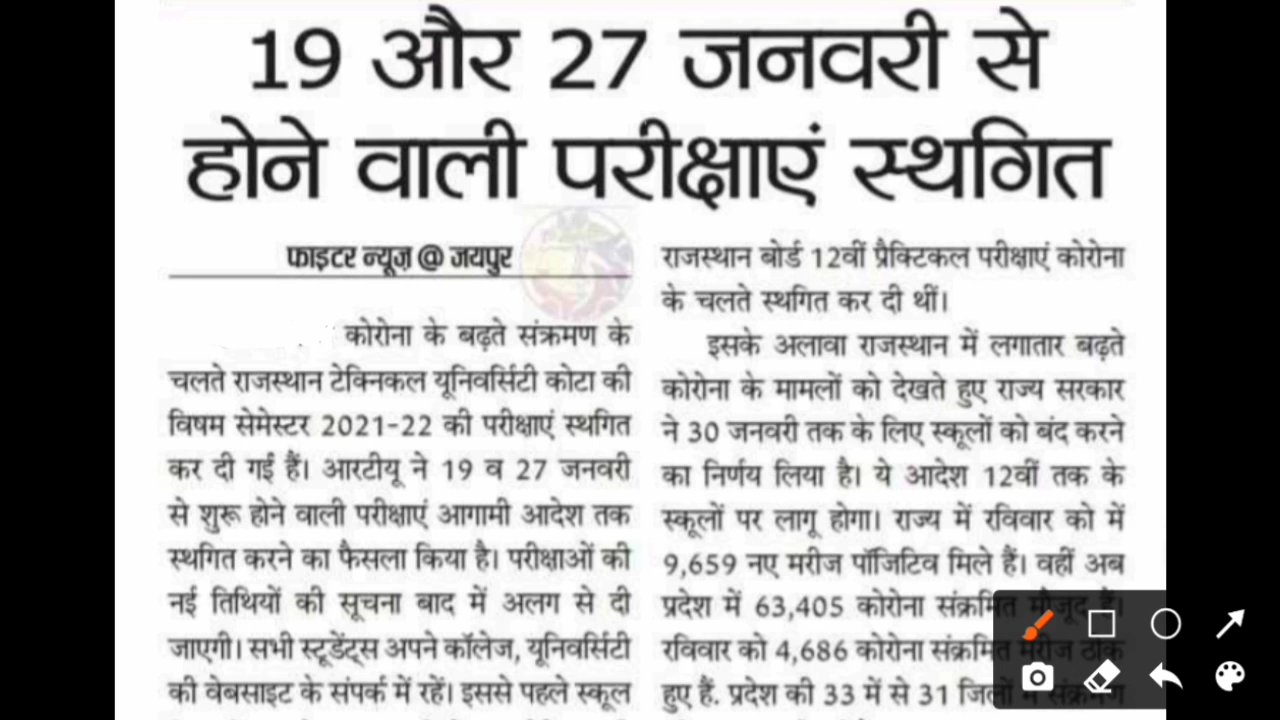 19 और 27 जनवरी से
होने वाली परीक्षाएं स्थगित
फाइटर न्यूज़ @ जयपुर
कोरोना के बढ़ते संक्रमण के
चलते राजस्थान टेक्निकल यूनिवर्सिटी कोटा की
विषम सेमेस्टर 2021-22 की परीक्षाएं स्थगित
कर दी गई हैं। आरटीयू ने 19 व 27 जनवरी
से शुरू होने वाली परीक्षाएं आगामी आदेश तक
स्थगित करने का फैसला किया है। परीक्षाओं की
नई तिथियों की सूचना बाद में अलग से दी
जाएगी। सभी स्टूडेंट्स अपने कॉलेज, यूनिवर्सिटी
की वेबसाइट के संपर्क में रहें। इससे पहले स्कूल
राजस्थान बोर्ड 12वीं प्रैक्टिकल परीक्षाएं कोरोना
के चलते स्थगित कर दी थीं।
इसके अलावा राजस्थान में लगातार बढ़ते
कोरोना के मामलों को देखते हुए राज्य सरकार
ने 30 जनवरी तक के लिए स्कूलों को बंद करने
का निर्णय लिया है। ये आदेश 12वीं तक के
स्कूलों पर लागू होगा। राज्य में रविवार को में
9,659 नए मरीज पॉजिटिव मिले हैं। वहीं अब
प्रदेश में 63,405 कोरोना संक्रमित मौजूद हैं।
रविवार को 4,686 कोरोना संक्रमित मरीज ठीक
हुए हैं. प्रदेश की 33 में से 31 जिलों में संक्रमण